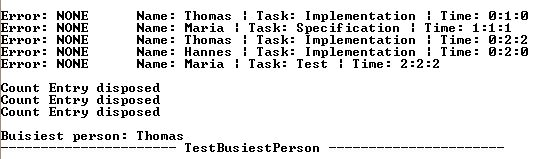 Error: NONE Name: Thomas ¦ Task: Implementation ¦ Time: 0:1:0
Error: NONE Name: Maria ¦ Task: Specification ¦ Time: 1:1:1
Error: NONE Name: Thomas ¦ Task: Implementation ¦ Time: 0:2:2
Error: NONE Name: Hannes ¦ Task: Implementation ¦ Time: 0:2:0
Error: NONE Name: Maria ¦ Task: Test ¦ Time: 2:2:2
Count Entry disposed
Count Entry disposed
Count Entry disposed
Buisiest person: Thomas
---------------------- TestBusiestPerson ----------------------